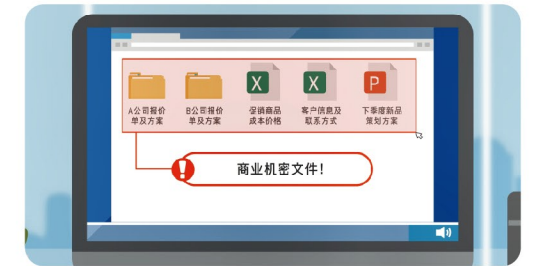 X
X
P
A公司报价
单及方案
B公司报价
单及方案
促销商品
成本价格
客户信息及
联系方式
下季度新品
策划方案
!
商业机密文件!